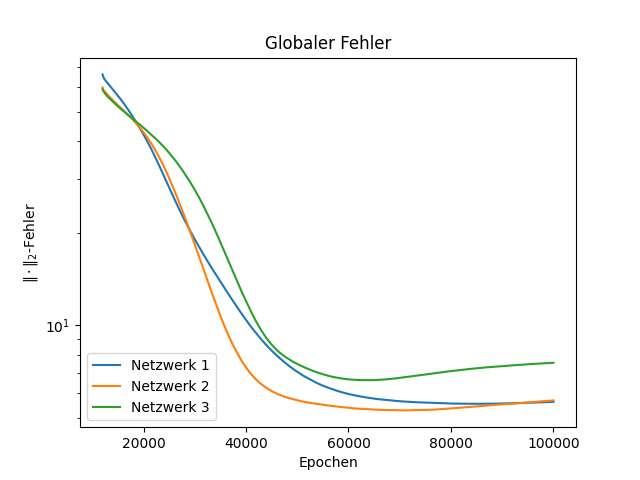 Globaler Fehler
‖ · ‖₂-Fehler
10¹
Netzwerk 1
Netzwerk 2
Netzwerk 3
20000 40000 60000 80000 100000
Epochen